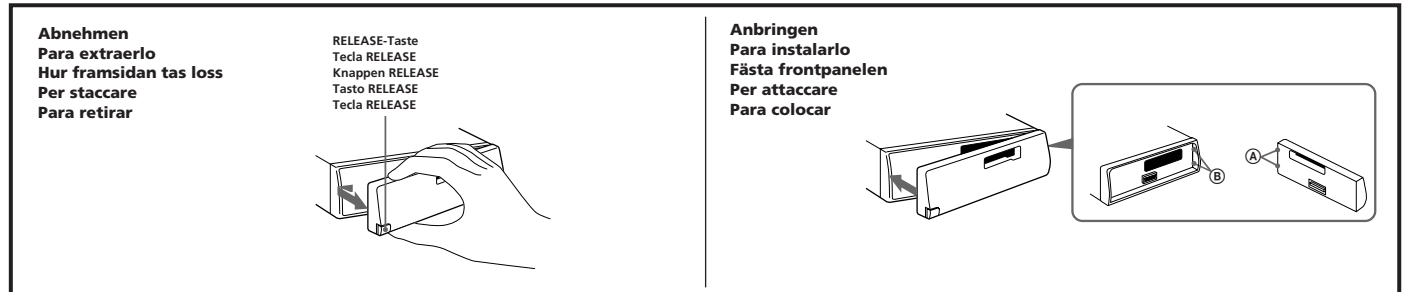 Abnehmen
Para extraerlo
Hur framsidan tas loss
Per staccare
Para retirar
RELEASE-Taste
Tecla RELEASE
Knappen RELEASE
Tasto RELEASE
Tecla RELEASE
Anbringen
Para instalarlo
Fästa frontpanelen
Per attaccare
Para colocar
A
B